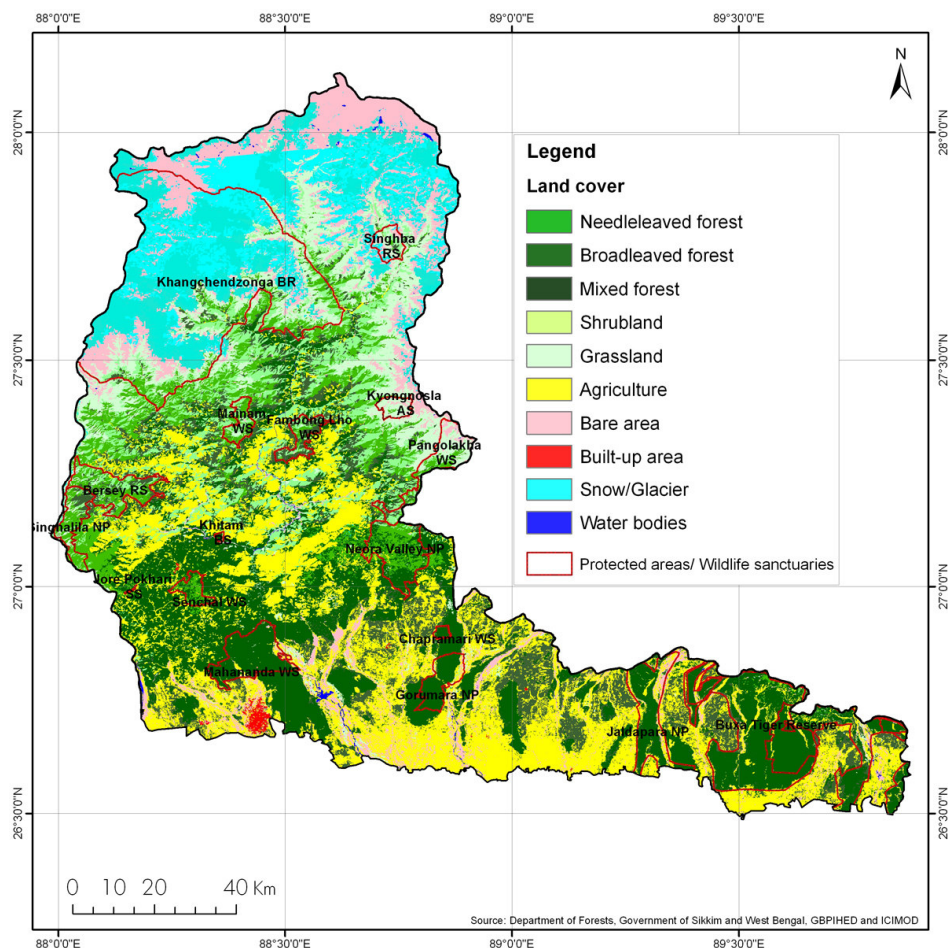 88°0'0"E 88°30'0"E 89°0'0"E 89°30'0"E
N
28°0'0"N 28°0'0"N
27°30'0"N 27°30'0"N
27°0'0"N 27°0'0"N
26°30'0"N 26°30'0"N
Legend
Land cover
Needleleaved forest
Broadleaved forest
Mixed forest
Shrubland
Grassland
Agriculture
Bare area
Built-up area
Snow/Glacier
Water bodies
Protected areas/ Wildlife sanctuaries
Singhba
RS
Khangchendzonga BR
Kyongnosla
AS
Mainam
WS
Fambong Lho
WS
Pangolakha
WS
Bersey RS
Singhalila NP
Khitam
BS
Neora Valley NP
Jore Pokhari
SS
Senchal WS
Chapramari WS
Mahananda WS
Gorumara NP
Jaldapara NP
Buxa Tiger Reserve
0 10 20 40 Km
Source: Department of Forests, Government of Sikkim and West Bengal, GBPIHED and ICIMOD
88°0'0"E 88°30'0"E 89°0'0"E 89°30'0"E